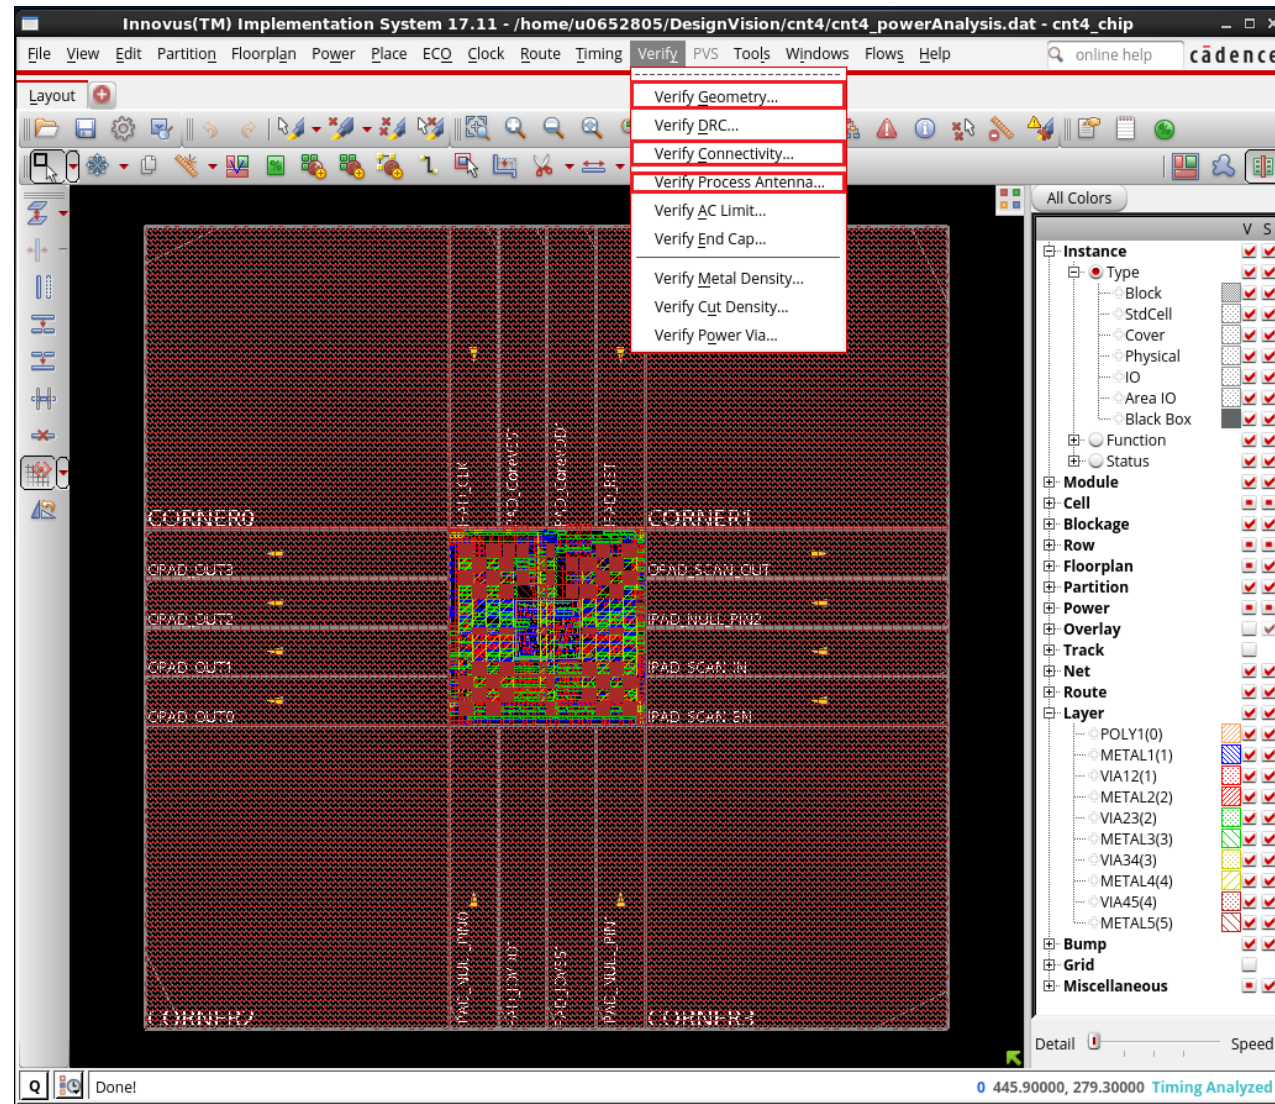 Innovus(TM) Implementation System 17.11 - /home/u0652805/DesignVision/cnt4/cnt4_powerAnalysis.dat - cnt4_chip
File View Edit Partition Floorplan Power Place ECO Clock Route Timing Verify PVS Tools Windows Flows Help online help cādence
Layout
Verify Geometry...
Verify DRC...
Verify Connectivity...
Verify Process Antenna...
Verify AC Limit...
Verify End Cap...
Verify Metal Density...
Verify Cut Density...
Verify Power Via...
All Colors
V S
Instance
Type
Block
StdCell
Cover
Physical
IO
Area IO
Black Box
Function
Status
Module
Cell
Blockage
Row
Floorplan
Partition
Power
Overlay
Track
Net
Route
Layer
POLY1(0)
METAL1(1)
VIA12(1)
METAL2(2)
VIA23(2)
METAL3(3)
VIA34(3)
METAL4(4)
VIA45(4)
METAL5(5)
Bump
Grid
Miscellaneous
Detail Speed
CORNER0
CORNER1
OPAD_OUT3
OPAD_SCAN_OUT
OPAD_OUT2
IPAD_NULL_PIN2
OPAD_OUT1
IPAD_SCAN_IN
OPAD_OUT0
IPAD_SCAN_EN
CORNER2
CORNER3
Q Done!
0 445.90000, 279.30000 Timing Analyzed